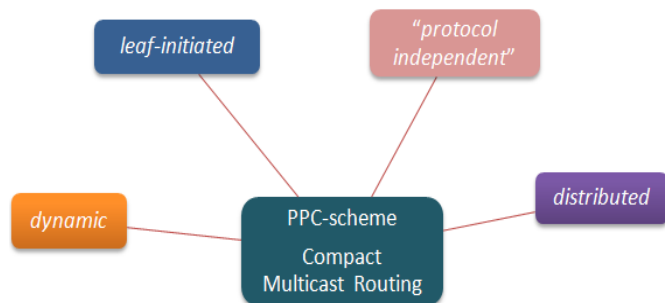 leaf-initiated
“protocol
independent”
dynamic
distributed
PPC-scheme
Compact
Multicast Routing